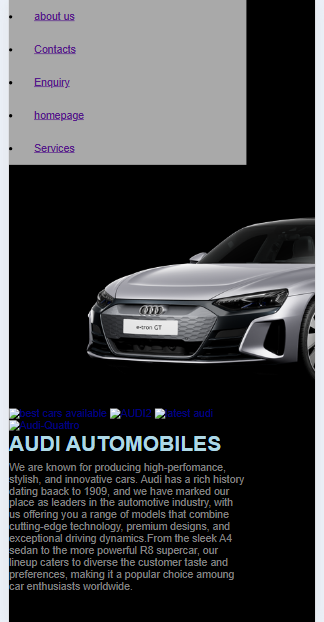 about us
Contacts
Enquiry
homepage
Services
e-tron GT
best cars available AUDI2 latest audi
Audi-Quattro
AUDI AUTOMOBILES
We are known for producing high-perfomance,
stylish, and innovative cars. Audi has a rich history
dating baack to 1909, and we have marked our
place as leaders in the automotive industry, with
us offering you a range of models that combine
cutting-edge technology, premium designs, and
exceptional driving dynamics.From the sleek A4
sedan to the more powerful R8 supercar, our
lineup caters to diverse the customer taste and
preferences, making it a popular choice amoung
car enthusiasts worldwide.